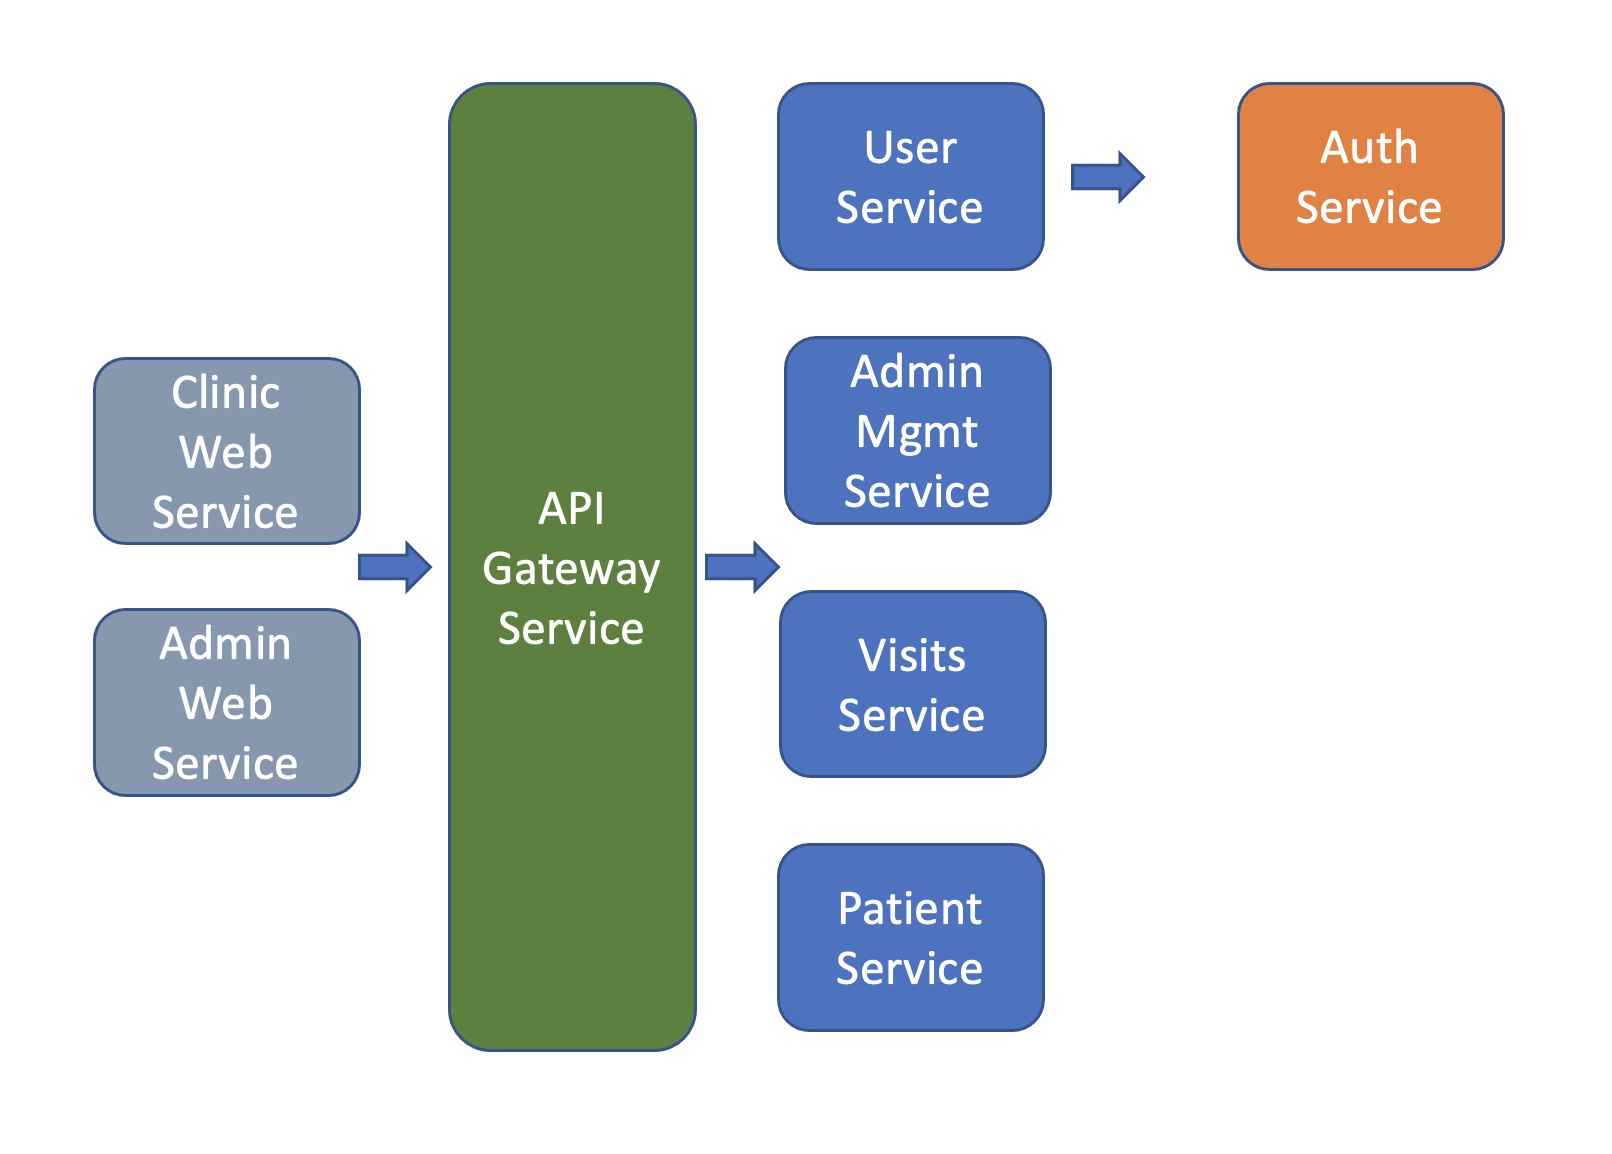 Clinic
Web
Service
Admin
Web
Service
API
Gateway
Service
User
Service
Admin
Mgmt
Service
Visits
Service
Patient
Service
Auth
Service